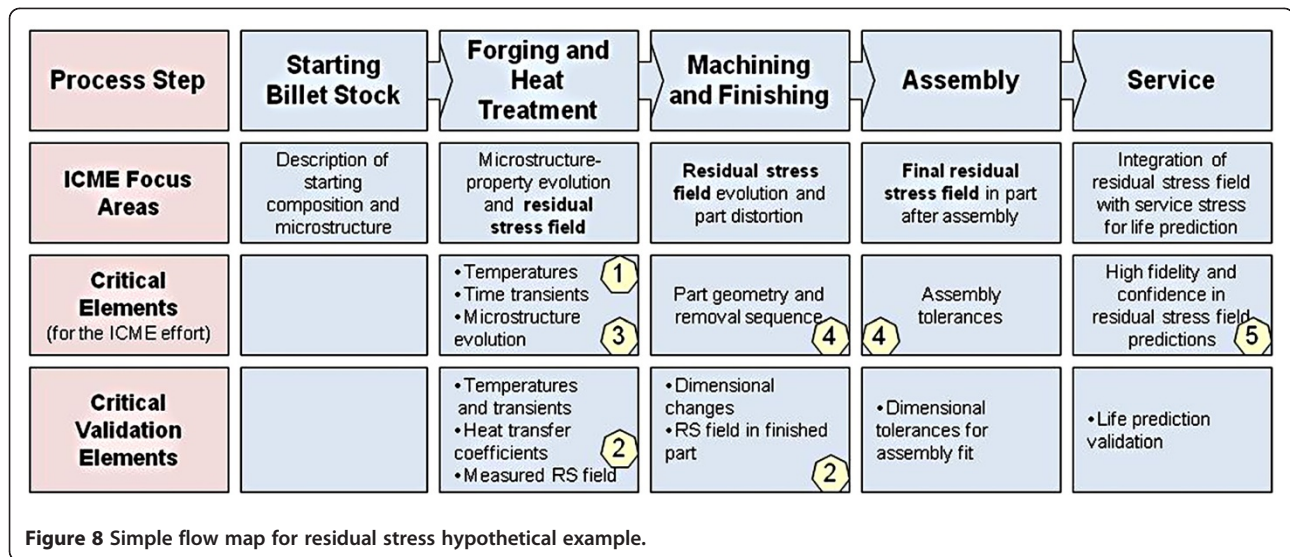 Process Step
Starting
Billet Stock
Forging and
Heat
Treatment
Machining
and Finishing
Assembly
Service
ICME Focus
Areas
Description of
starting
composition and
microstructure
Microstructure-
property evolution
and residual
stress field
Residual stress
field evolution and
part distortion
Final residual
stress field in part
after assembly
Integration of
residual stress field
with service stress
for life prediction
Critical
Elements
(for the ICME effort)
•Temperatures
•Time transients
•Microstructure
evolution
1
3
Part geometry and
removal sequence
4
4
Assembly
tolerances
High fidelity and
confidence in
residual stress field
predictions
5
Critical
Validation
Elements
•Temperatures
and transients
•Heat transfer
coefficients
•Measured RS field
2
•Dimensional
changes
•RS field in finished
part
2
•Dimensional
tolerances for
assembly fit
•Life prediction
validation
Figure 8 Simple flow map for residual stress hypothetical example.